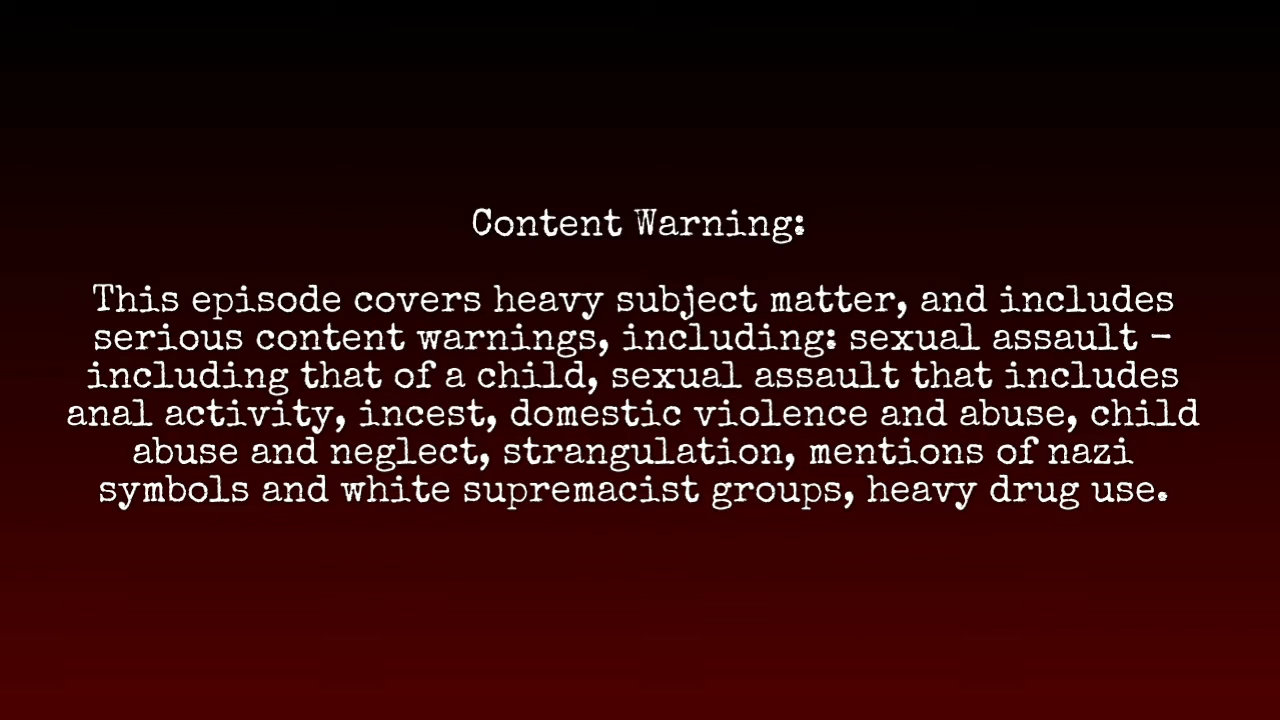 Content Warning:
This episode covers heavy subject matter, and includes
serious content warnings, including: sexual assault –
including that of a child, sexual assault that includes
anal activity, incest, domestic violence and abuse, child
abuse and neglect, strangulation, mentions of nazi
symbols and white supremacist groups, heavy drug use.